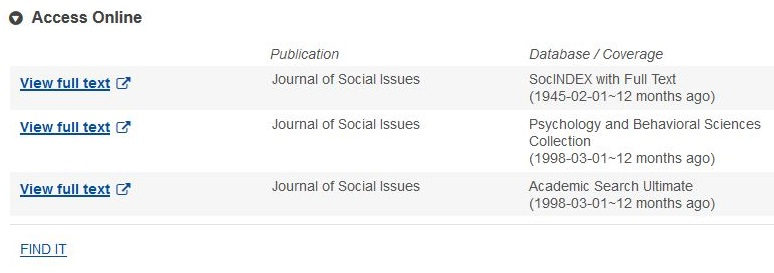 Access Online
Publication Database / Coverage
View full text Journal of Social Issues SocINDEX with Full Text
(1945-02-01~12 months ago)
View full text Journal of Social Issues Psychology and Behavioral Sciences
Collection
(1998-03-01~12 months ago)
View full text Journal of Social Issues Academic Search Ultimate
(1998-03-01~12 months ago)
FIND IT